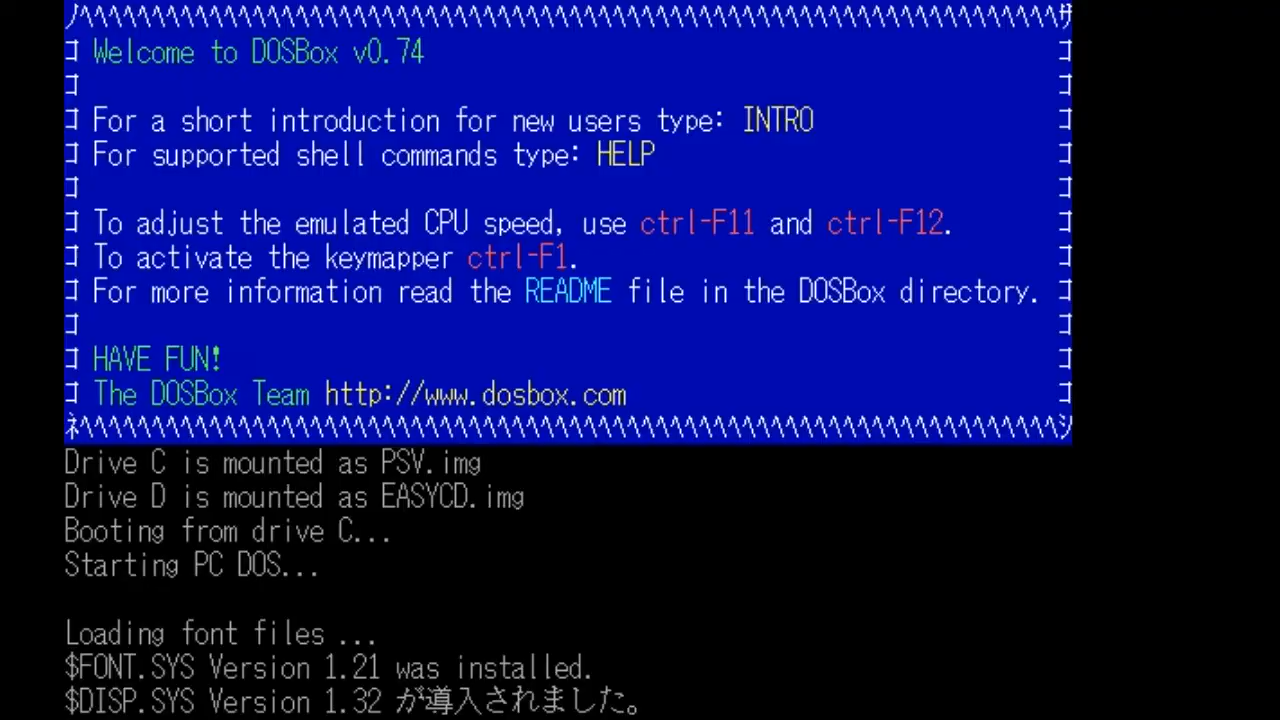 Welcome to DOSBox v0.74
For a short introduction for new users type: INTRO
For supported shell commands type: HELP
To adjust the emulated CPU speed, use ctrl-F11 and ctrl-F12.
To activate the keymapper ctrl-F1.
For more information read the README file in the DOSBox directory.
HAVE FUN!
The DOSBox Team http://www.dosbox.com
Drive C is mounted as PSV.img
Drive D is mounted as EASYCD.img
Booting from drive C...
Starting PC DOS...
Loading font files ...
$FONT.SYS Version 1.21 was installed.
$DISP.SYS Version 1.32 が導入されました。